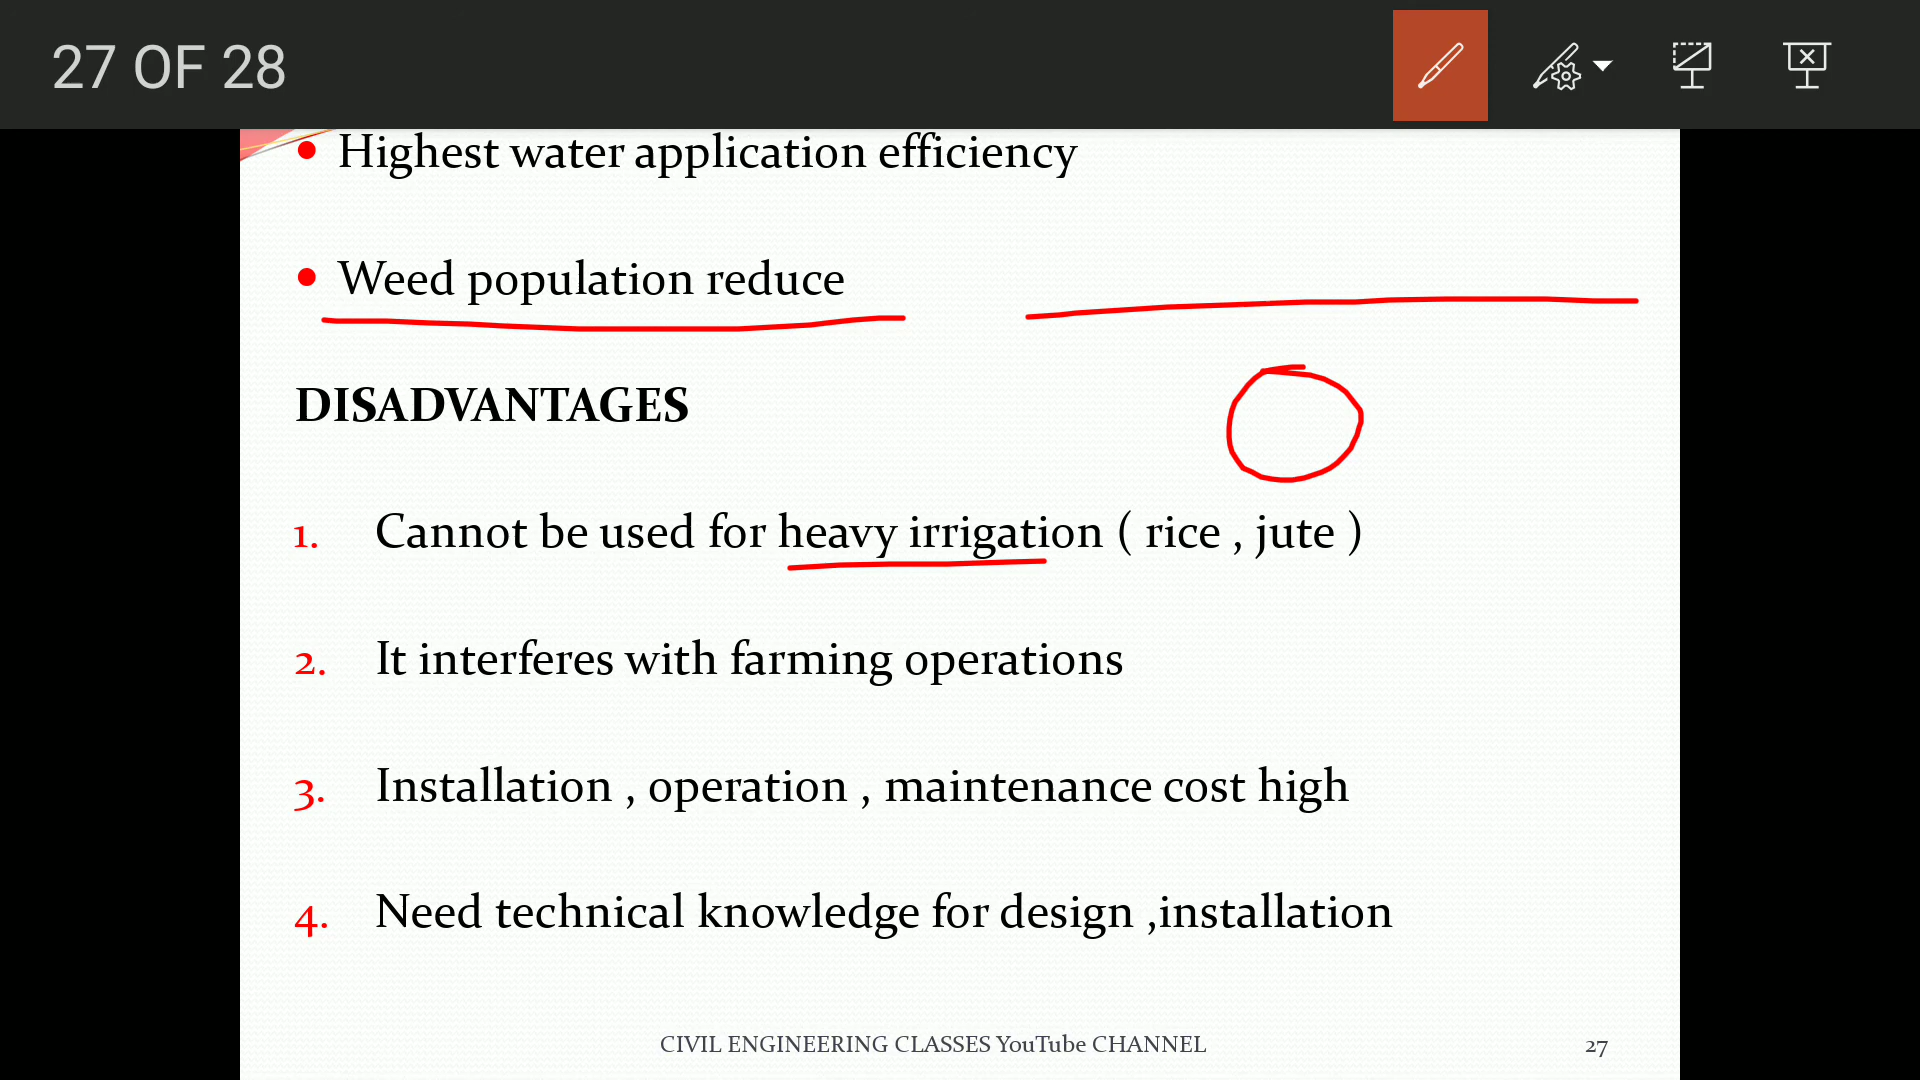 27 OF 28
• Highest water application efficiency
• Weed population reduce
DISADVANTAGES
1. Cannot be used for heavy irrigation ( rice , jute )
2. It interferes with farming operations
3. Installation , operation , maintenance cost high
4. Need technical knowledge for design ,installation
CIVIL ENGINEERING CLASSES YouTube CHANNEL 27